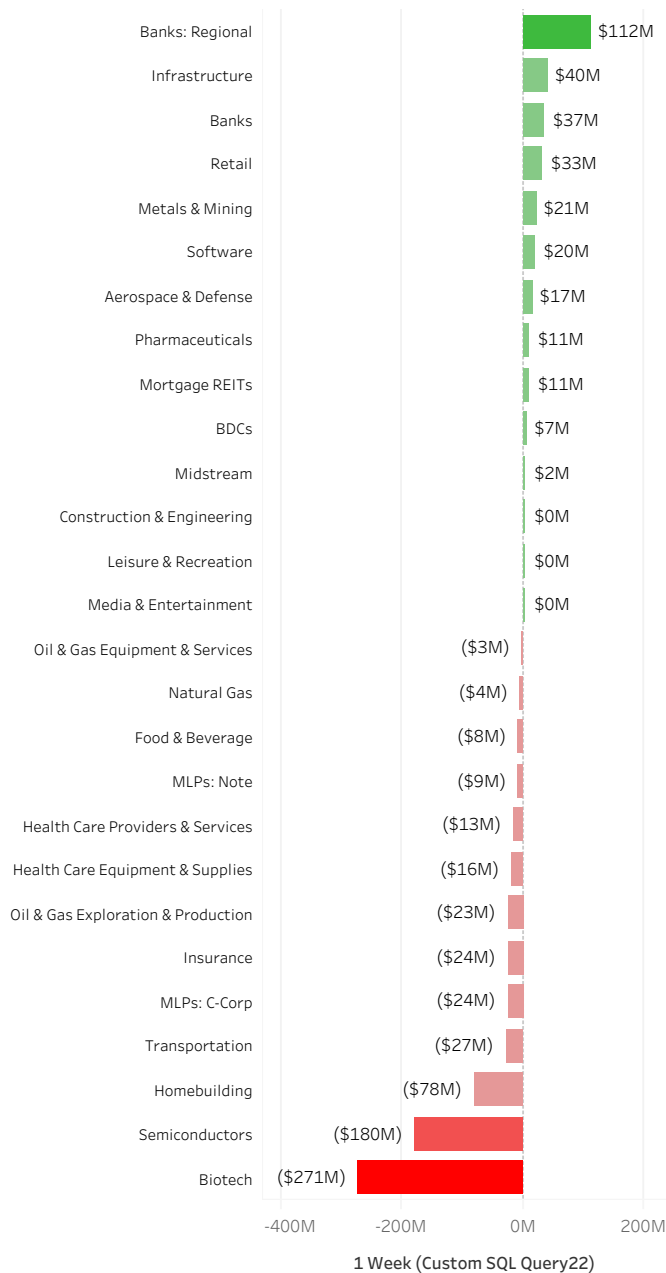 Banks: Regional $112M
Infrastructure $40M
Banks $37M
Retail $33M
Metals & Mining $21M
Software $20M
Aerospace & Defense $17M
Pharmaceuticals $11M
Mortgage REITs $11M
BDCs $7M
Midstream $2M
Construction & Engineering $0M
Leisure & Recreation $0M
Media & Entertainment $0M
Oil & Gas Equipment & Services ($3M)
Natural Gas ($4M)
Food & Beverage ($8M)
MLPs: Note ($9M)
Health Care Providers & Services ($13M)
Health Care Equipment & Supplies ($16M)
Oil & Gas Exploration & Production ($23M)
Insurance ($24M)
MLPs: C-Corp ($24M)
Transportation ($27M)
Homebuilding ($78M)
Semiconductors ($180M)
Biotech ($271M)
-$400M -$200M $0M $200M
1 Week (Custom SQL Query22)